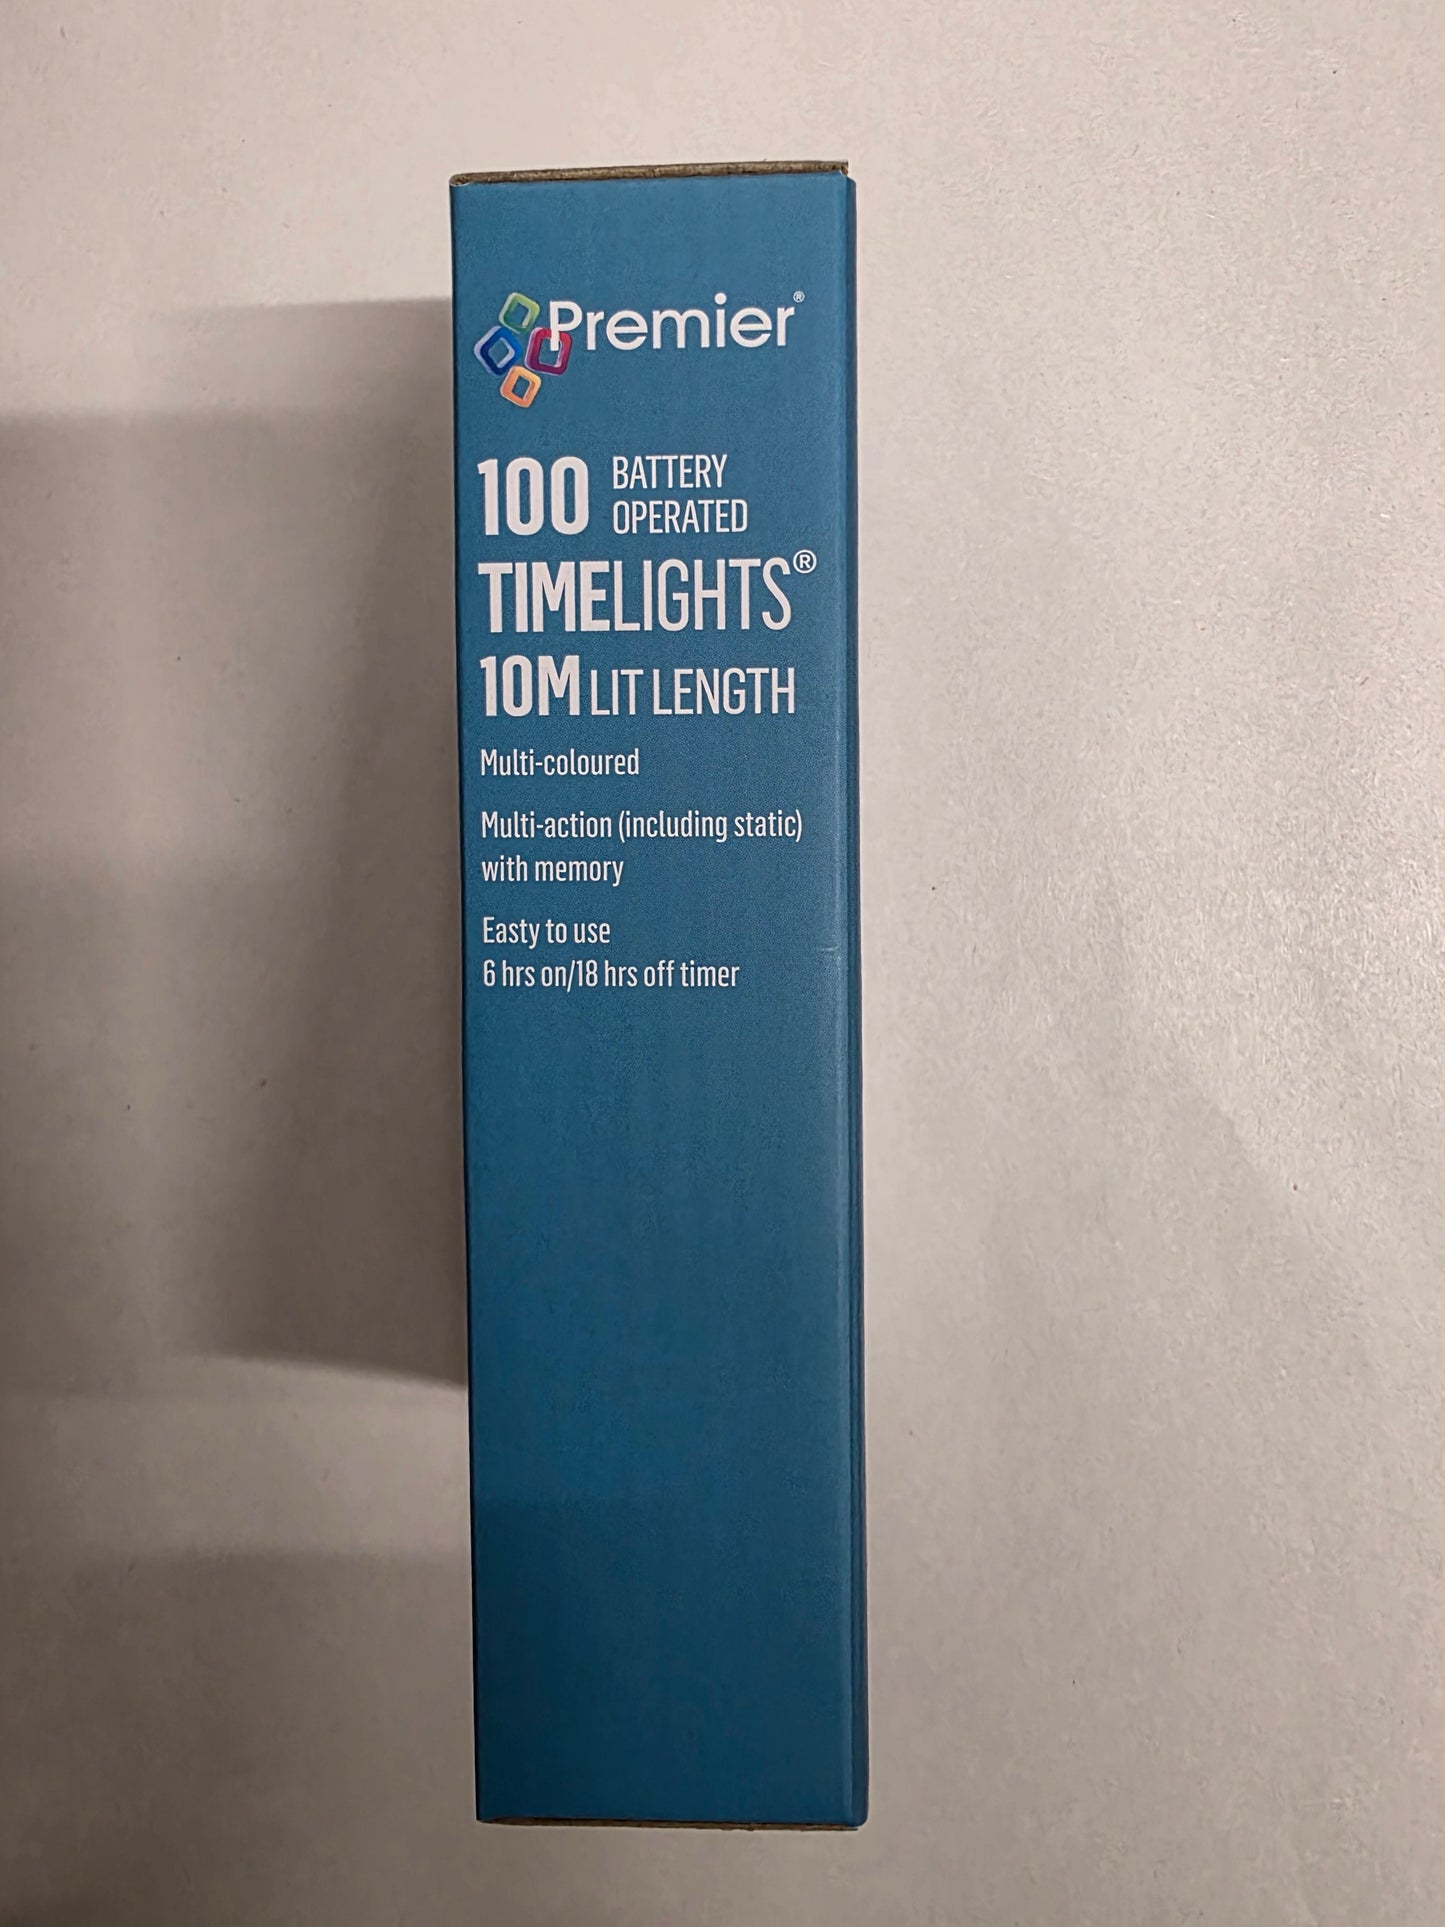 Premier®
100 BATTERY
OPERATED
TIMELIGHTS®
10M LIT LENGTH
Multi-coloured
Multi-action (including static)
with memory
Easty to use
6 hrs on/18 hrs off timer